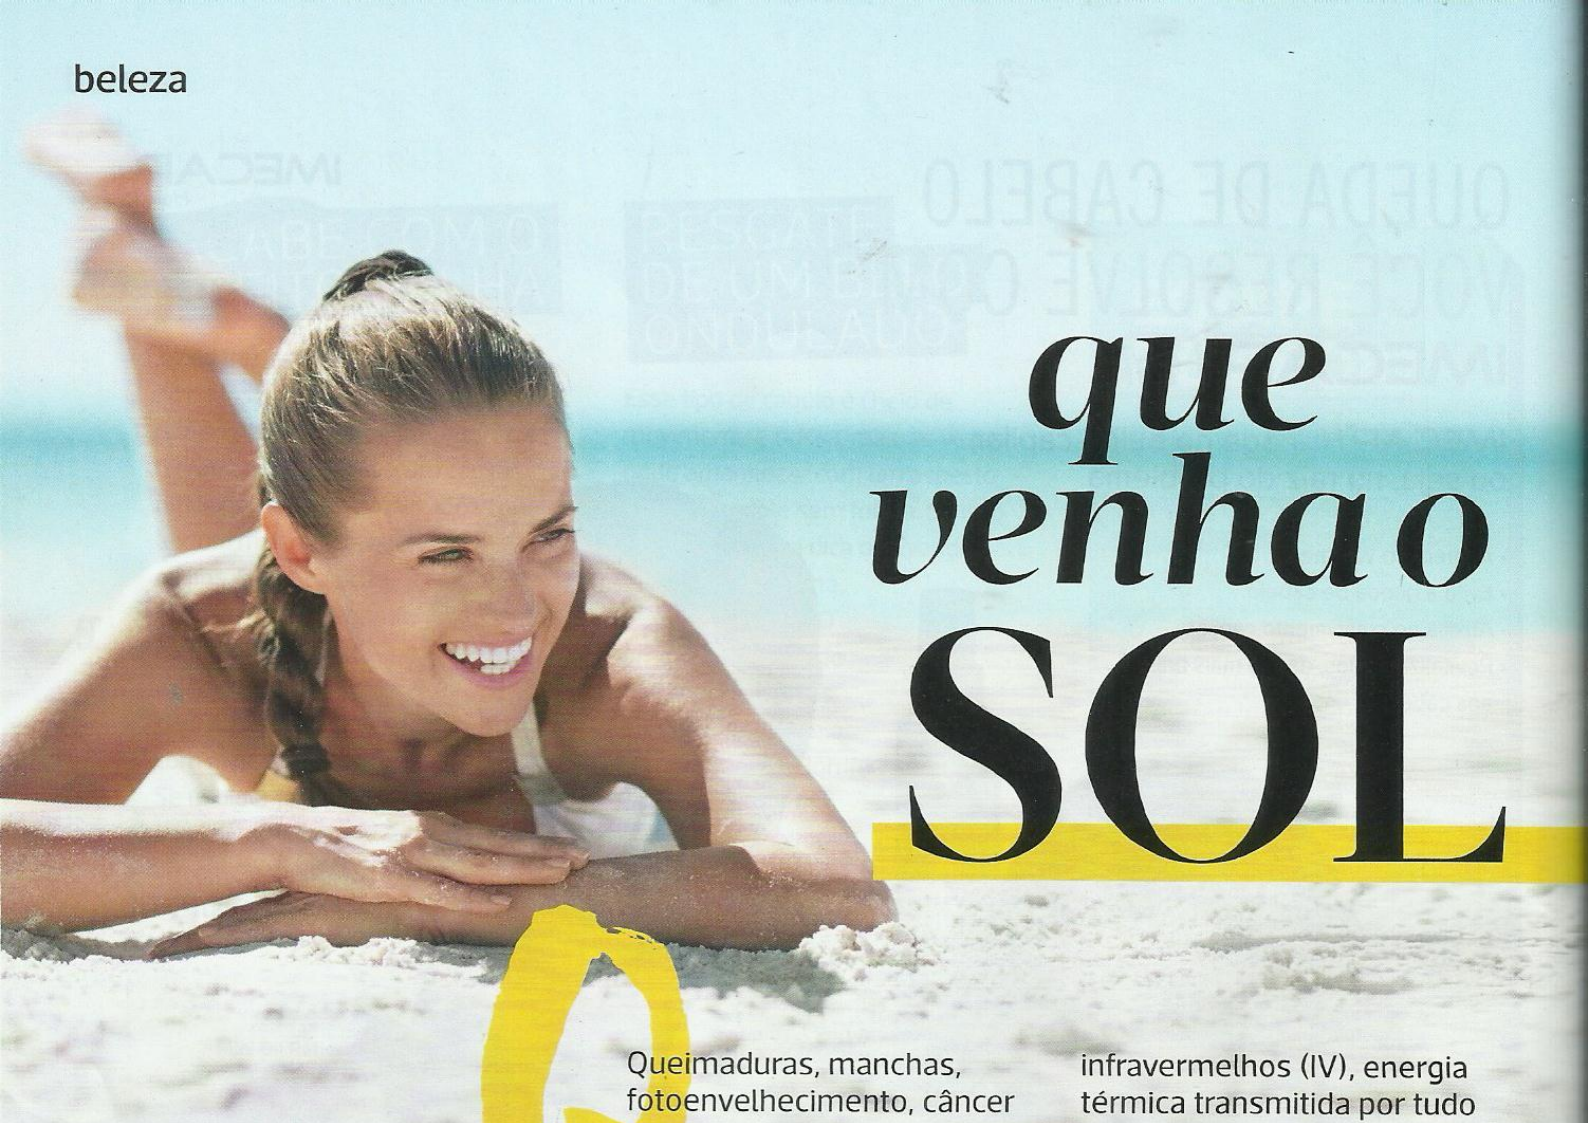 beleza
que
venha o
SOL
Queimaduras, manchas,
fotoenvelhecimento, câncer
infravermelhos (IV), energia
térmica transmitida por tudo